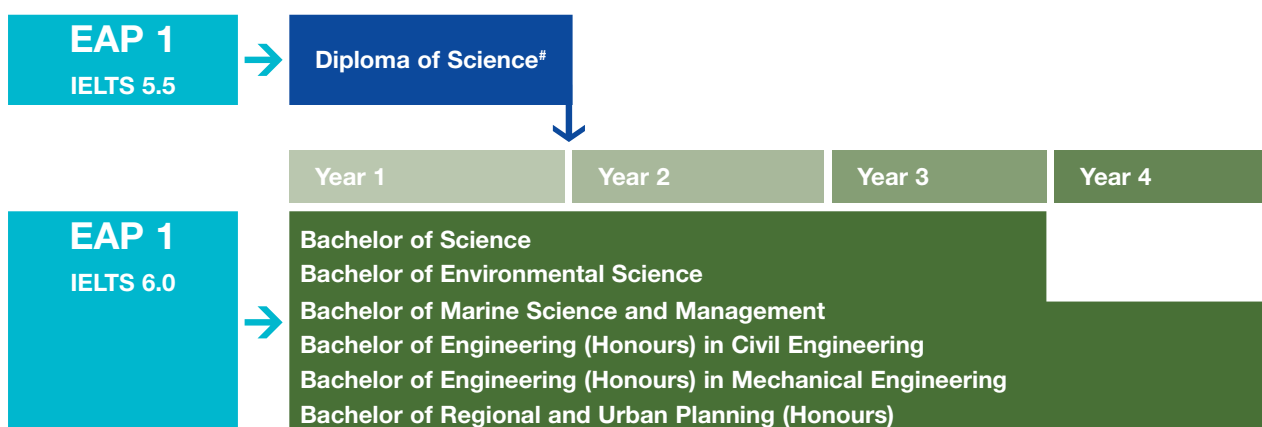 EAP 1
IELTS 5.5
Diploma of Science#
Year 1 Year 2 Year 3 Year 4
EAP 1
IELTS 6.0
Bachelor of Science
Bachelor of Environmental Science
Bachelor of Marine Science and Management
Bachelor of Engineering (Honours) in Civil Engineering
Bachelor of Engineering (Honours) in Mechanical Engineering
Bachelor of Regional and Urban Planning (Honours)